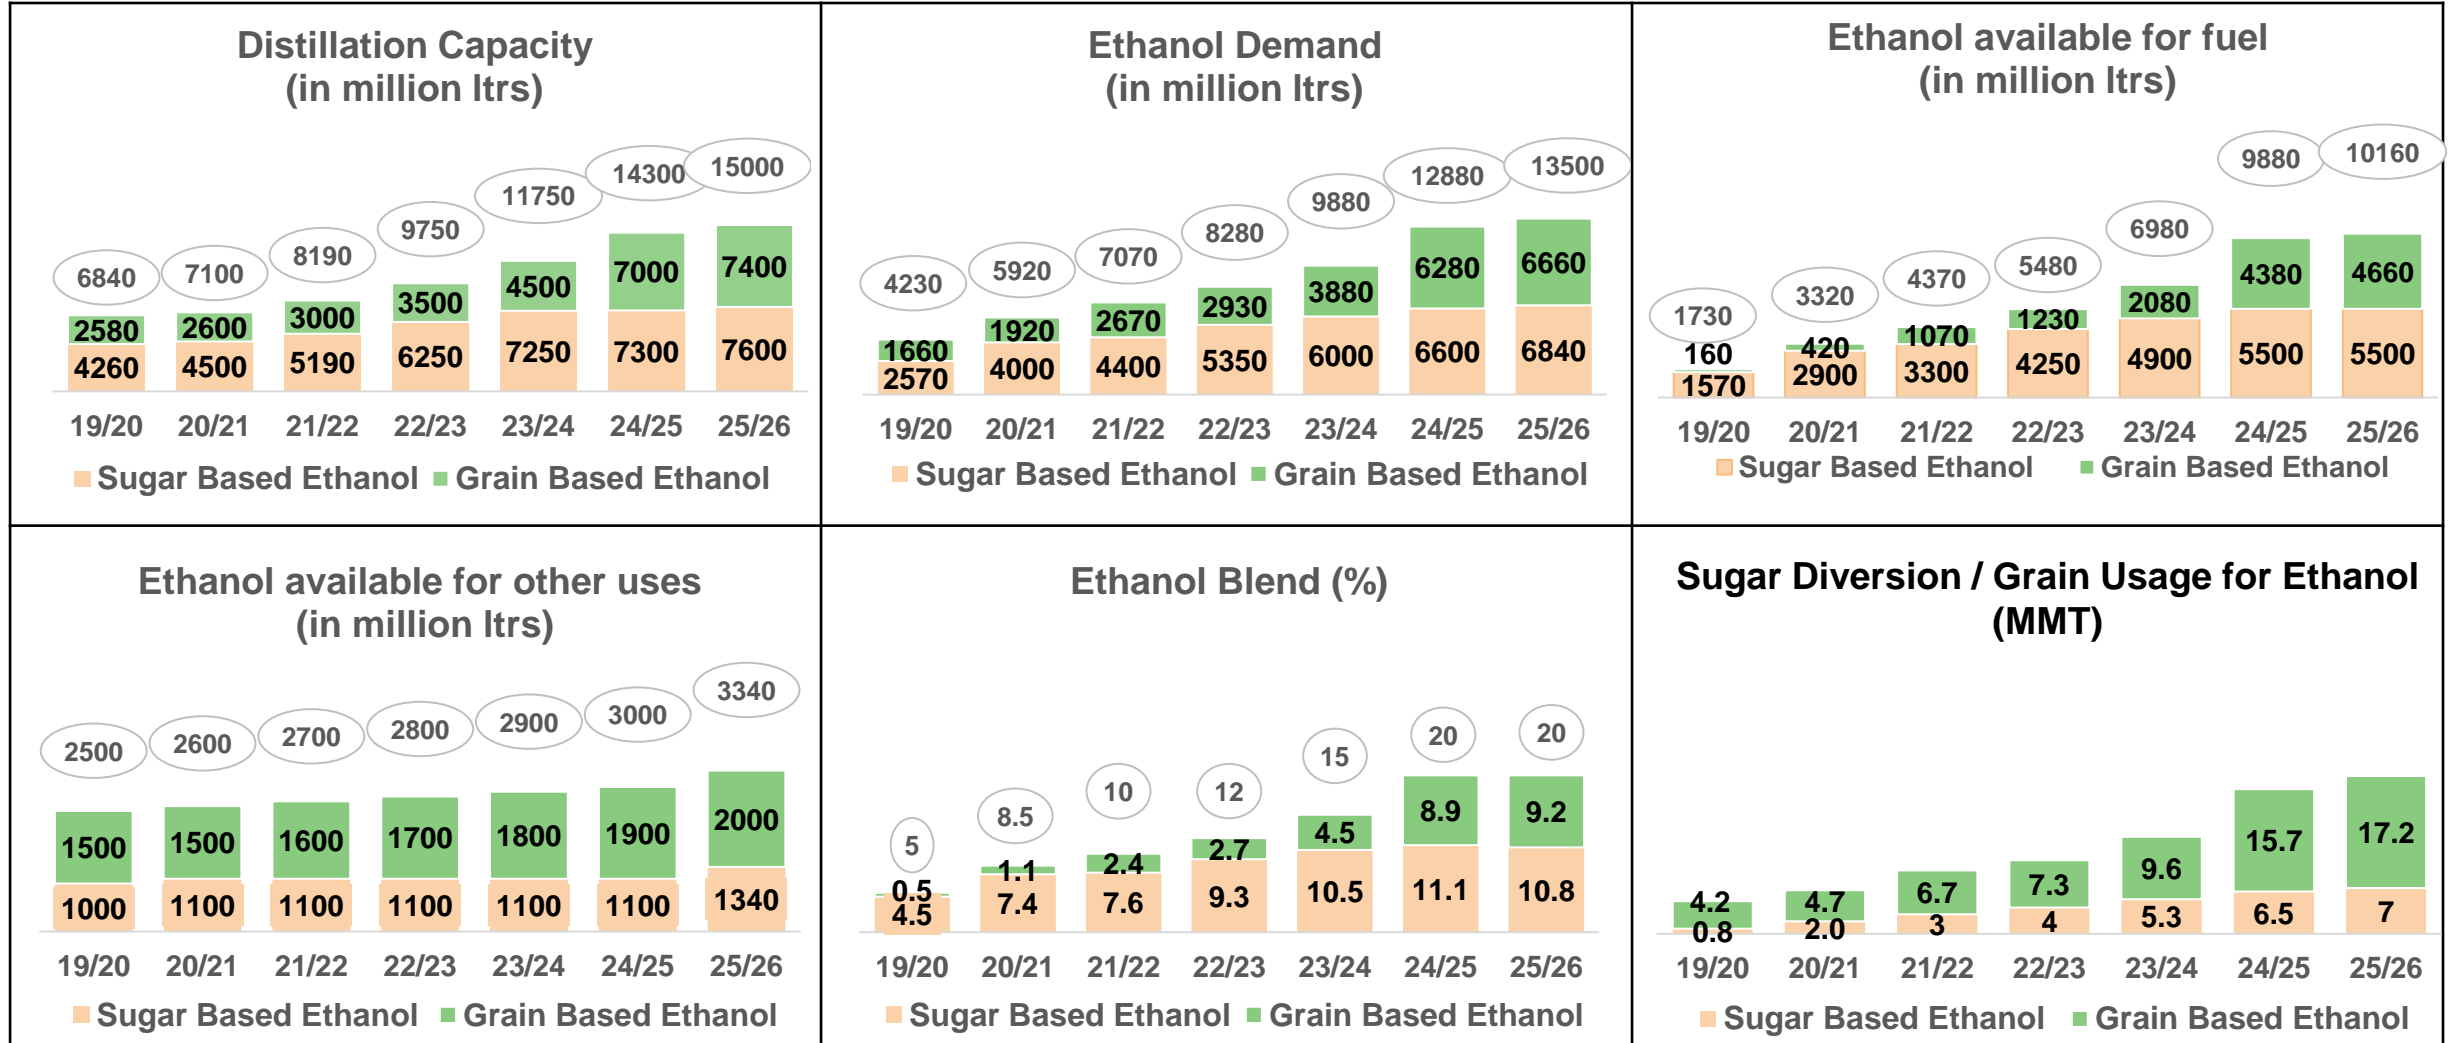 Distillation Capacity
(in million ltrs)
6840 7100 8190 9750 11750 14300 15000
2580 2600 3000 3500 4500 7000 7400
4260 4500 5190 6250 7250 7300 7600
19/20 20/21 21/22 22/23 23/24 24/25 25/26
Sugar Based Ethanol Grain Based Ethanol
Ethanol Demand
(in million ltrs)
4230 5920 7070 8280 9880 12880 13500
1660 1920 2670 2930 3880 6280 6660
2570 4000 4400 5350 6000 6600 6840
19/20 20/21 21/22 22/23 23/24 24/25 25/26
Sugar Based Ethanol Grain Based Ethanol
Ethanol available for fuel
(in million ltrs)
1730 3320 4370 5480 6980 9880 10160
160 420 1070 1230 2080 4380 4660
1570 2900 3300 4250 4900 5500 5500
19/20 20/21 21/22 22/23 23/24 24/25 25/26
Sugar Based Ethanol Grain Based Ethanol
Ethanol available for other uses
(in million ltrs)
2500 2600 2700 2800 2900 3000 3340
1500 1500 1600 1700 1800 1900 2000
1000 1100 1100 1100 1100 1100 1340
19/20 20/21 21/22 22/23 23/24 24/25 25/26
Sugar Based Ethanol Grain Based Ethanol
Ethanol Blend (%)
5 8.5 10 12 15 20 20
0.5 1.1 2.4 2.7 4.5 8.9 9.2
4.5 7.4 7.6 9.3 10.5 11.1 10.8
19/20 20/21 21/22 22/23 23/24 24/25 25/26
Sugar Based Ethanol Grain Based Ethanol
Sugar Diversion / Grain Usage for Ethanol
(MMT)
4.2 4.7 6.7 7.3 9.6 15.7 17.2
0.8 2.0 3 4 5.3 6.5 7
19/20 20/21 21/22 22/23 23/24 24/25 25/26
Sugar Based Ethanol Grain Based Ethanol